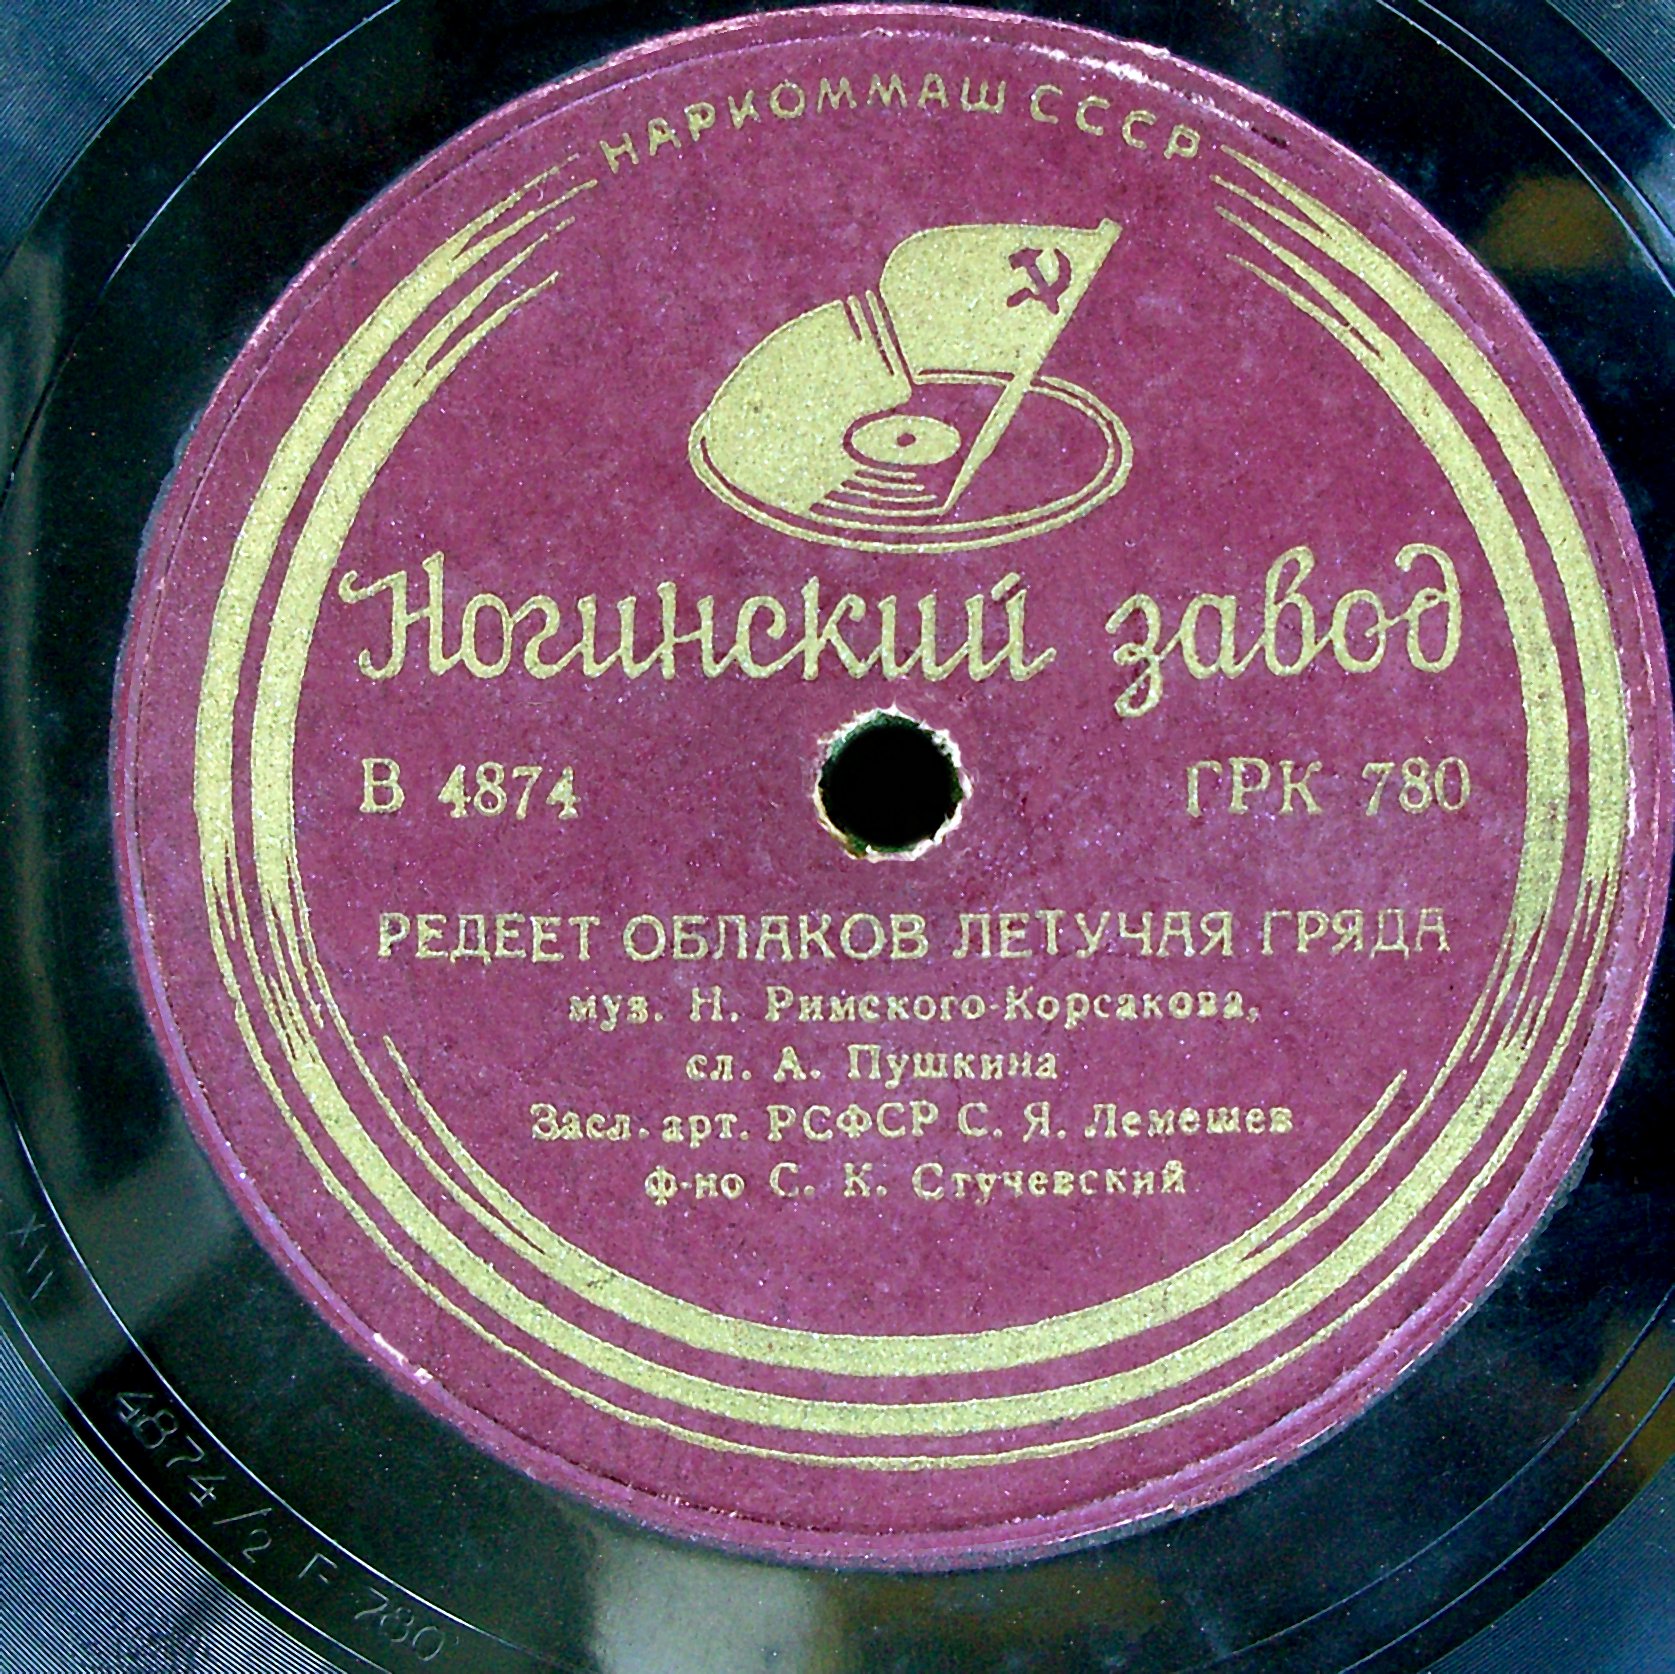 НАРКОММАШ СССР
Ногинский завод
В 4874 ГРК 780
РЕДЕЕТ ОБЛАКОВ ЛЕТУЧАЯ ГРЯДА
муз. Н. Римского-Корсакова,
сл. А. Пушкина
Засл. арт. РСФСР С. Я. Лемешев
ф-но С. К. Стучевский
XIV
4874/2 Г-780